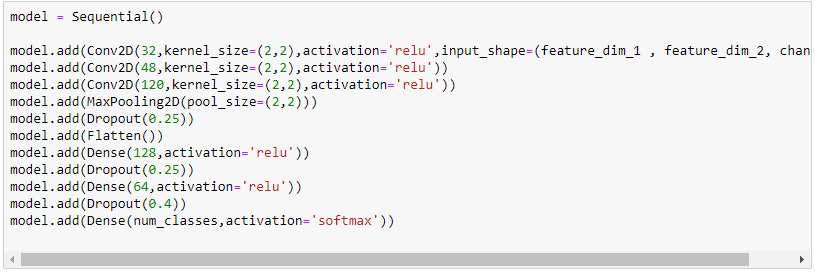 model = Sequential()
model.add(Conv2D(32,kernel_size=(2,2),activation='relu',input_shape=(feature_dim_1 , feature_dim_2, chan
model.add(Conv2D(48,kernel_size=(2,2),activation='relu'))
model.add(Conv2D(120,kernel_size=(2,2),activation='relu'))
model.add(MaxPooling2D(pool_size=(2,2)))
model.add(Dropout(0.25))
model.add(Flatten())
model.add(Dense(128,activation='relu'))
model.add(Dropout(0.25))
model.add(Dense(64,activation='relu'))
model.add(Dropout(0.4))
model.add(Dense(num_classes,activation='softmax'))